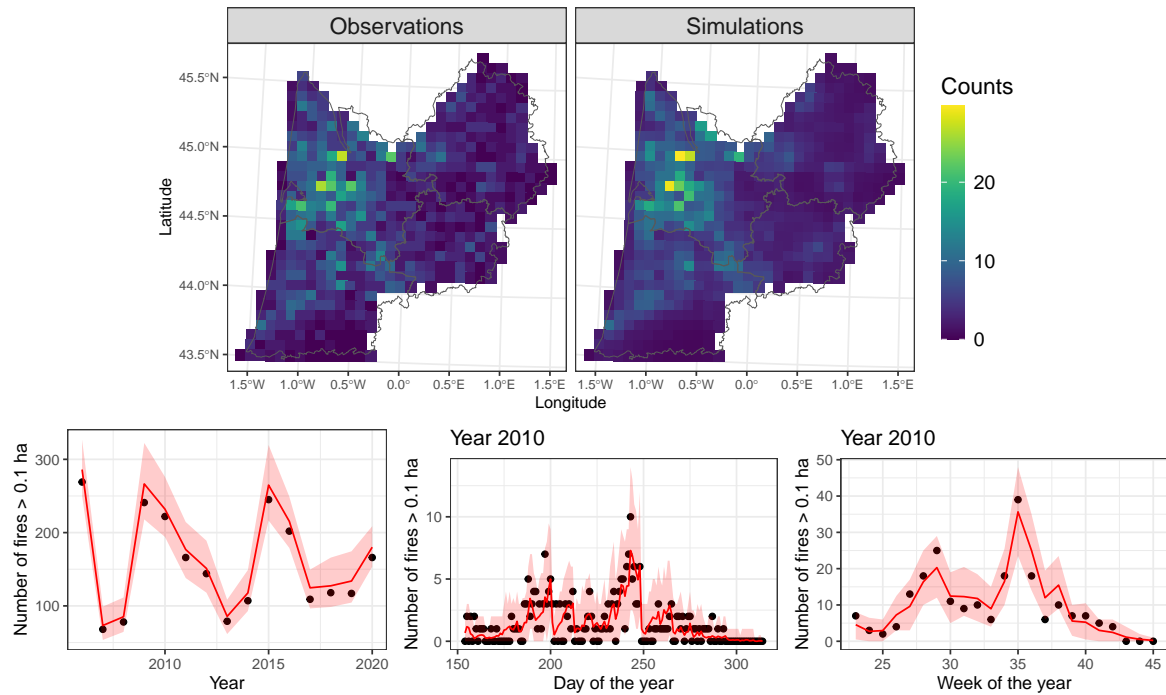 Observations Simulations
45.5°N
45.0°N
44.5°N
44.0°N
43.5°N
Latitude
1.5°W 1.0°W 0.5°W 0.0° 0.5°E 1.0°E 1.5°E 1.5°W 1.0°W 0.5°W 0.0° 0.5°E 1.0°E 1.5°E
Longitude
Counts
20
10
0
Number of fires > 0.1 ha
300
200
100
2010 2015 2020
Year
Year 2010
Number of fires > 0.1 ha
10
5
0
150 200 250 300
Day of the year
Year 2010
Number of fires > 0.1 ha
50
40
30
20
10
0
25 30 35 40 45
Week of the year